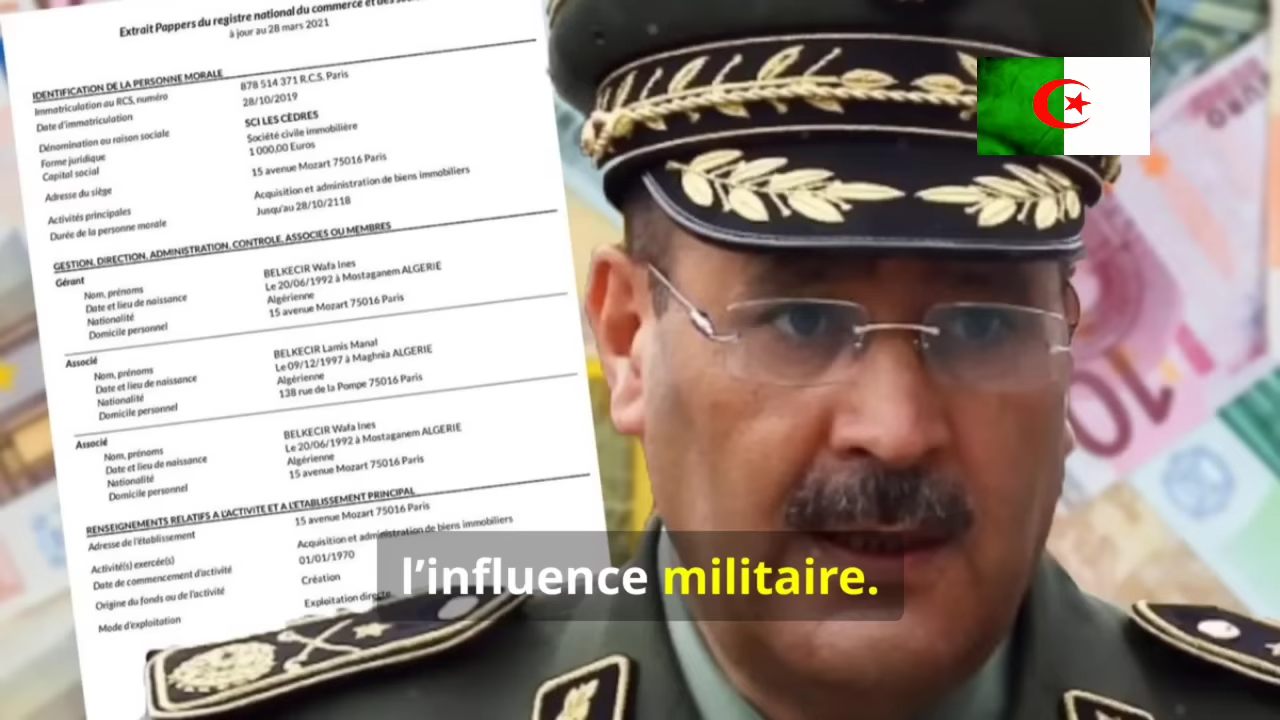 Extrait Pappers du registre national du commerce et des
à jour au 28 mars 2021
IDENTIFICATION DE LA PERSONNE MORALE
Immatriculation au RCS, numéro 878 514 371 R.C.S. Paris
Date d'immatriculation 28/10/2019
Dénomination ou raison sociale SCI LES CÈDRES
Forme juridique Société civile immobilière
Capital social 1 000,00 Euros
Adresse du siège 15 avenue Mozart 75016 Paris
Activités principales Acquisition et administration de biens immobiliers
Durée de la personne morale Jusqu'au 28/10/2118
GESTION, DIRECTION, ADMINISTRATION, CONTROLE, ASSOCIES OU MEMBRES
Gérant
Nom, prénoms BELKECIR Wafa Ines
Date et lieu de naissance Le 20/06/1992 à Mostaganem ALGERIE
Nationalité Algérienne
Domicile personnel 15 avenue Mozart 75016 Paris
Associé
Nom, prénoms BELKECIR Lamis Manal
Date et lieu de naissance Le 09/12/1997 à Maghnia ALGERIE
Nationalité Algérienne
Domicile personnel 138 rue de la Pompe 75016 Paris
Associé
Nom, prénoms BELKECIR Wafa Ines
Date et lieu de naissance Le 20/06/1992 à Mostaganem ALGERIE
Nationalité Algérienne
Domicile personnel 15 avenue Mozart 75016 Paris
RENSEIGNEMENTS RELATIFS A L'ACTIVITE ET A L'ETABLISSEMENT PRINCIPAL
Adresse de l'établissement 15 avenue Mozart 75016 Paris
Activité(s) exercée(s) Acquisition et administration de biens immobiliers
Date de commencement d'activité 01/01/1970
Origine du fonds ou de l'activité Création
Mode d'exploitation Exploitation directe
l'influence militaire.
10
EURO